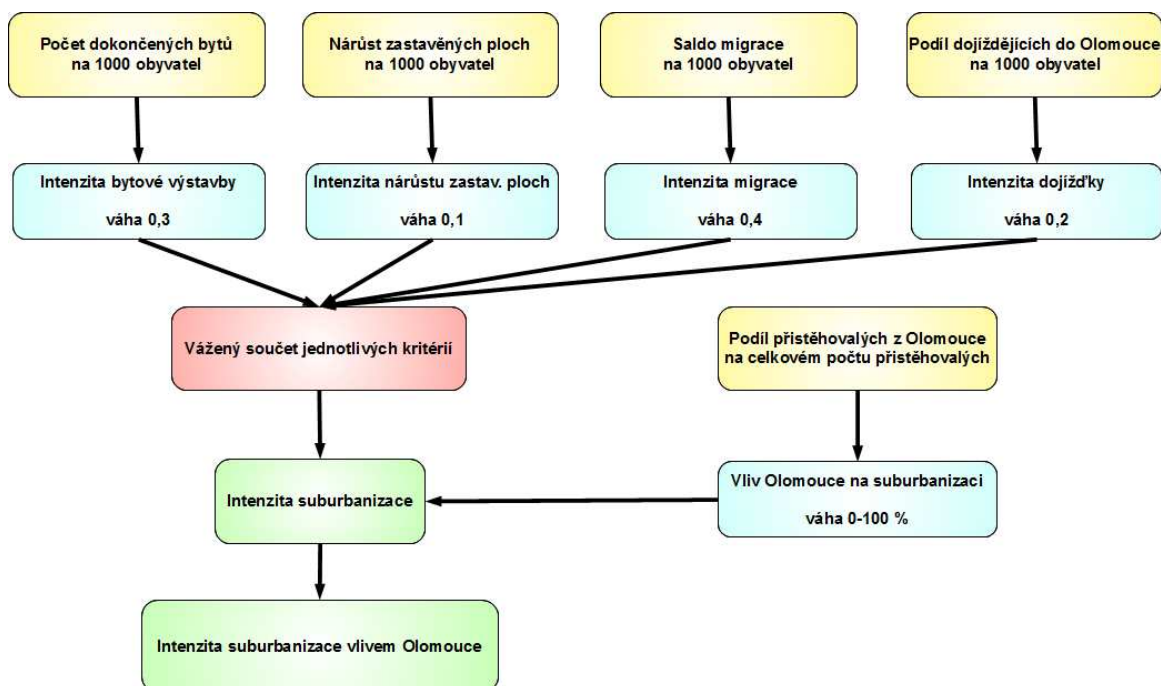 Počet dokončených bytů
na 1000 obyvatel
Nárůst zastavěných ploch
na 1000 obyvatel
Saldo migrace
na 1000 obyvatel
Podíl dojíždějících do Olomouce
na 1000 obyvatel
Intenzita bytové výstavby
váha 0,3
Intenzita nárůstu zastav. ploch
váha 0,1
Intenzita migrace
váha 0,4
Intenzita dojížďky
váha 0,2
Vážený součet jednotlivých kritérií
Podíl přistěhovalých z Olomouce
na celkovém počtu přistěhovalých
Intenzita suburbanizace
Vliv Olomouce na suburbanizaci
váha 0-100 %
Intenzita suburbanizace vlivem Olomouce